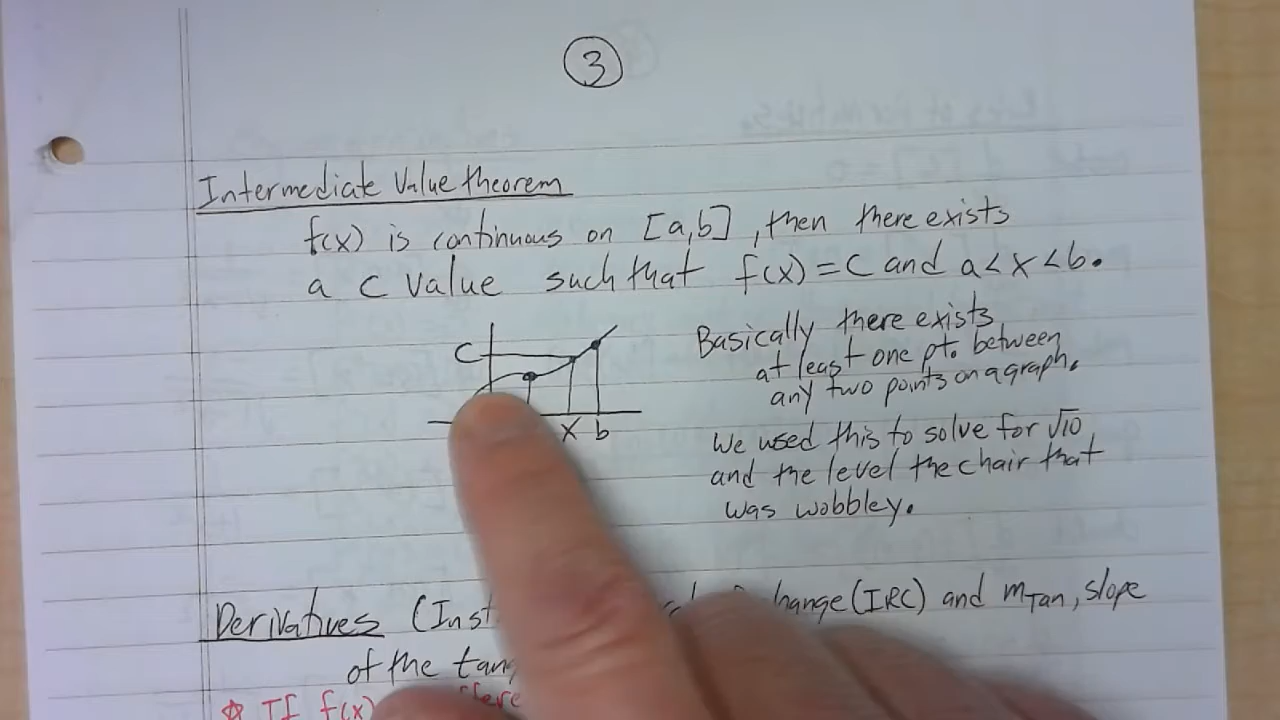 3
Intermediate Value theorem
f(x) is continuous on [a,b], then there exists
a c value such that f(x)=c and a<x<b.
C
x b
Basically there exists
at least one pt. between
any two points on a graph.
We used this to solve for √10
and the level the chair that
was wobbley.
Derivatives (Inst change (IRC) and mTan, slope
of the tan
☆ If f(x)